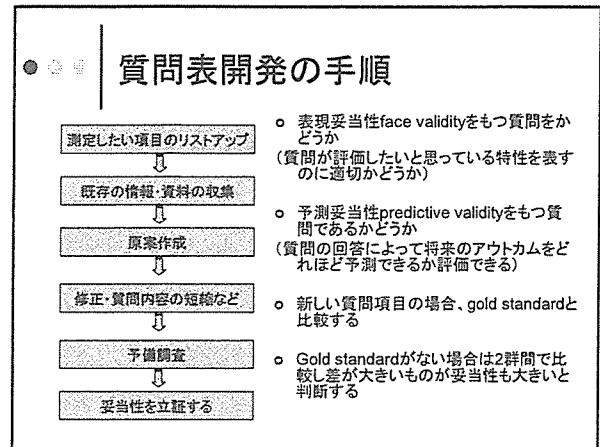 質問表開発の手順
測定したい項目のリストアップ
既存の情報・資料の収集
原案作成
修正・質問内容の短縮など
予備調査
妥当性を立証する
表現妥当性face validityをもつ質問をか
どうか
(質問が評価したいと思っている特性を表す
のに適切かどうか)
予測妥当性predictive validityをもつ質
問であるかどうか
(質問の回答によって将来のアウトカムをど
れほど予測できるか評価できる)
新しい質問項目の場合、gold standardと
比較する
Gold standardがない場合は2群間で比
較し差が大きいものが妥当性も大きいと
判断する